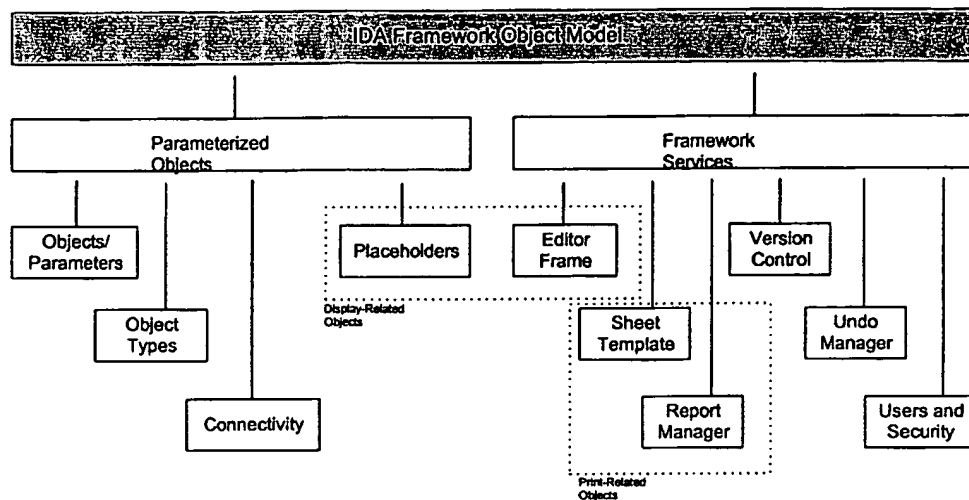 IDA Framework Object Model
Parameterized
Objects
Framework
Services
Objects/
Parameters
Placeholders
Editor
Frame
Version
Control
Display-Related
Objects
Object
Types
Sheet
Template
Undo
Manager
Connectivity
Report
Manager
Users and
Security
Print-Related
Objects